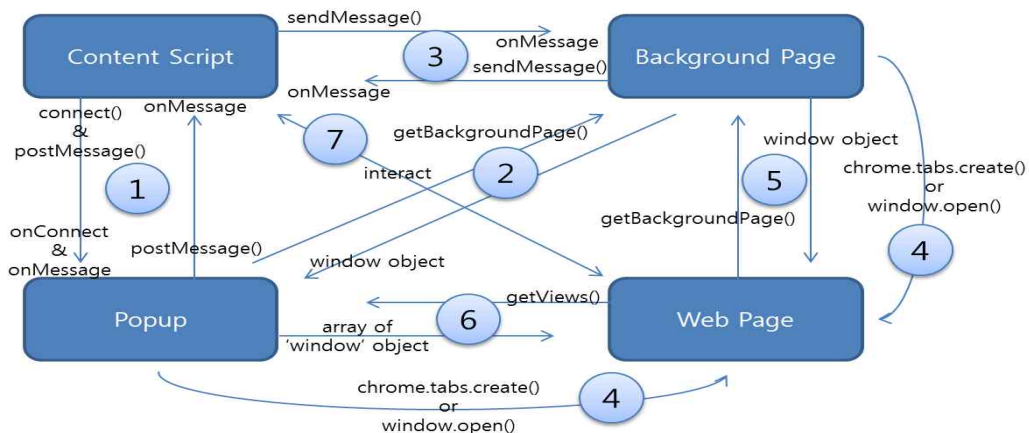 sendMessage()
Content Script
3
onMessage
Background Page
sendMessage()
onMessage
connect()
&
postMessage()
onMessage
7
getBackgroundPage()
2
window object
5
chrome.tabs.create()
or
window.open()
1
interact
getBackgroundPage()
onConnect
&
onMessage
postMessage()
window object
4
Popup
getViews()
6
array of
'window' object
Web Page
chrome.tabs.create()
or
window.open()
4